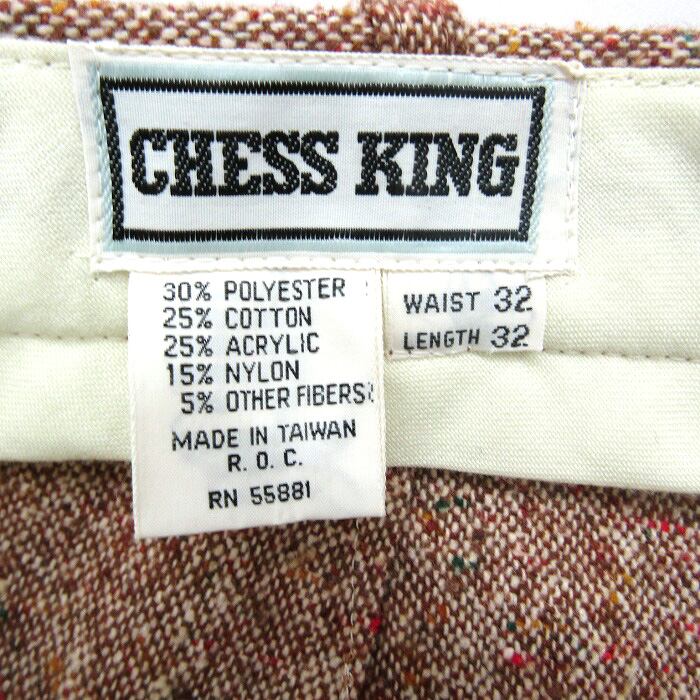 CHESS KING
30% POLYESTER
25% COTTON
25% ACRYLIC
15% NYLON
5% OTHER FIBERS
MADE IN TAIWAN
R. O. C.
RN 55881
WAIST 32
LENGTH 32